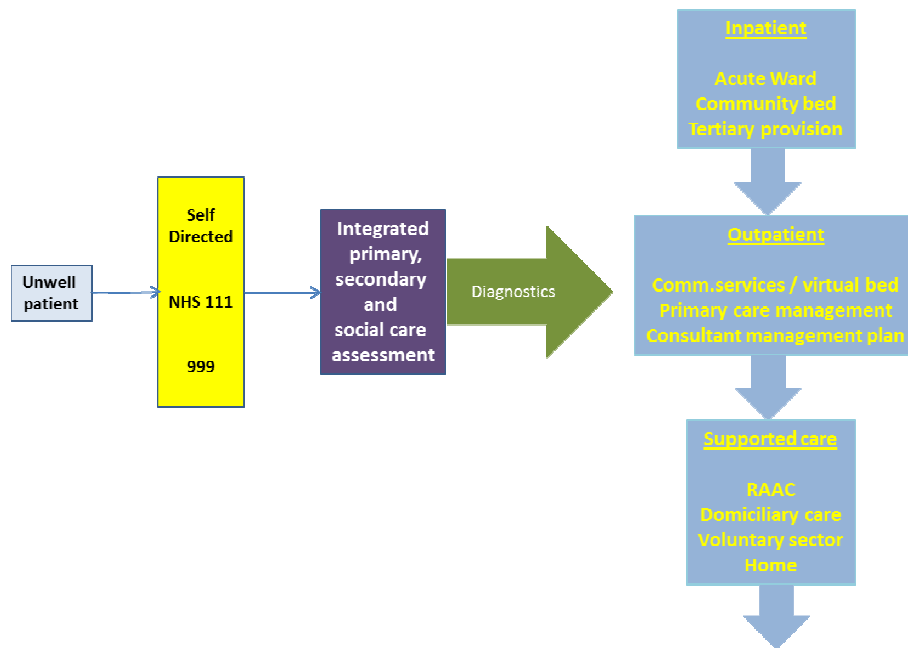 Unwell
patient
Self
Directed
NHS 111
999
Integrated
primary,
secondary
and
social care
assessment
Diagnostics
Inpatient
Acute Ward
Community bed
Tertiary provision
Outpatient
Comm.services / virtual bed
Primary care management
Consultant management plan
Supported care
RAAC
Domiciliary care
Voluntary sector
Home